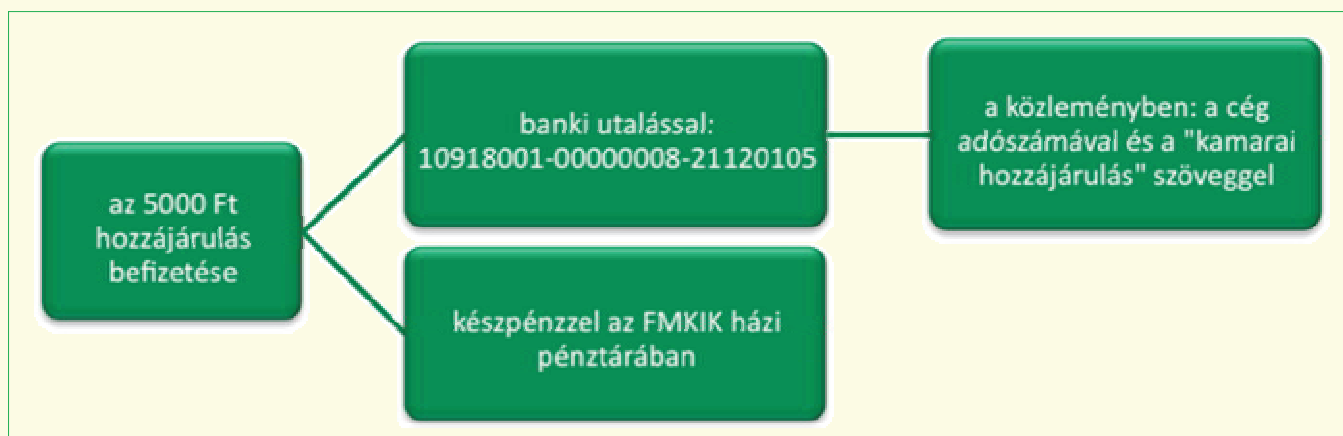 az 5000 Ft
hozzájárulás
befizetése
banki utalással:
10918001-00000008-21120105
a közleményben: a cég
adószámával és a "kamarai
hozzájárulás" szöveggel
készpénzzel az FMKIK házi
pénztárában